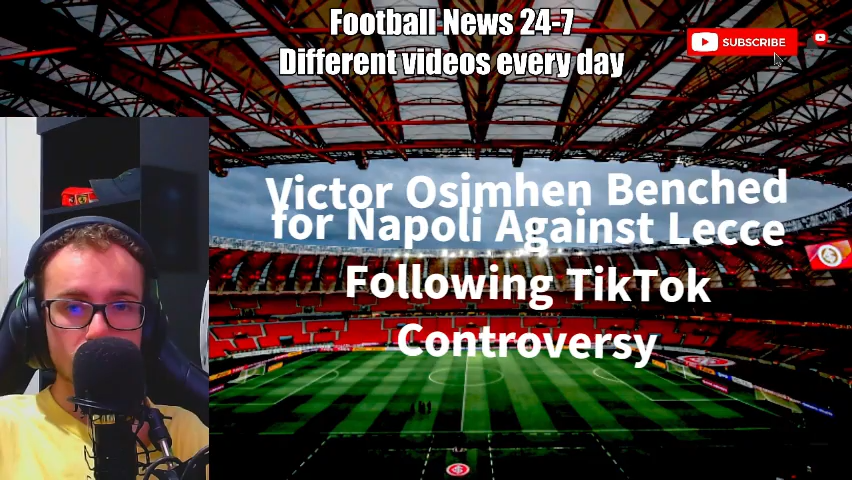 Football News 24-7
Different videos every day
SUBSCRIBE
Victor Osimhen Benched
for Napoli Against Lecce
Following TikTok
Controversy